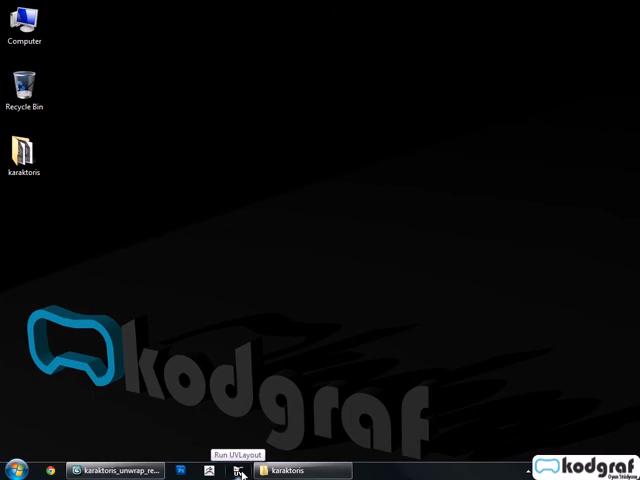 Computer
Recycle Bin
karaktoris
kodgraf
Run UVLayout
karaktoris_unwrap_re...
karaktoris
kodgraf
Oyun Stüdyosu